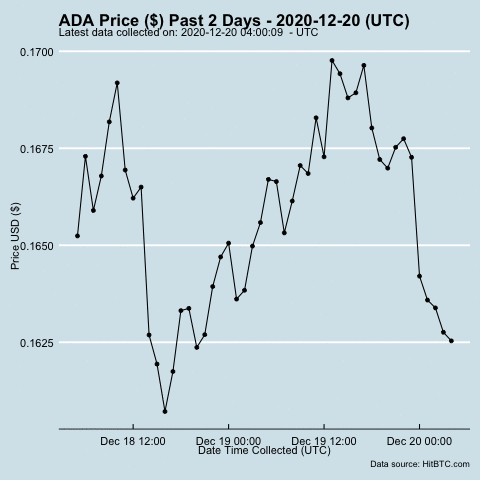 ADA Price ($) Past 2 Days - 2020-12-20 (UTC)
Latest data collected on: 2020-12-20 04:00:09 - UTC
0.1700
0.1675
0.1650
0.1625
Price USD ($)
Dec 18 12:00 Dec 19 00:00 Dec 19 12:00 Dec 20 00:00
Date Time Collected (UTC)
Data source: HitBTC.com